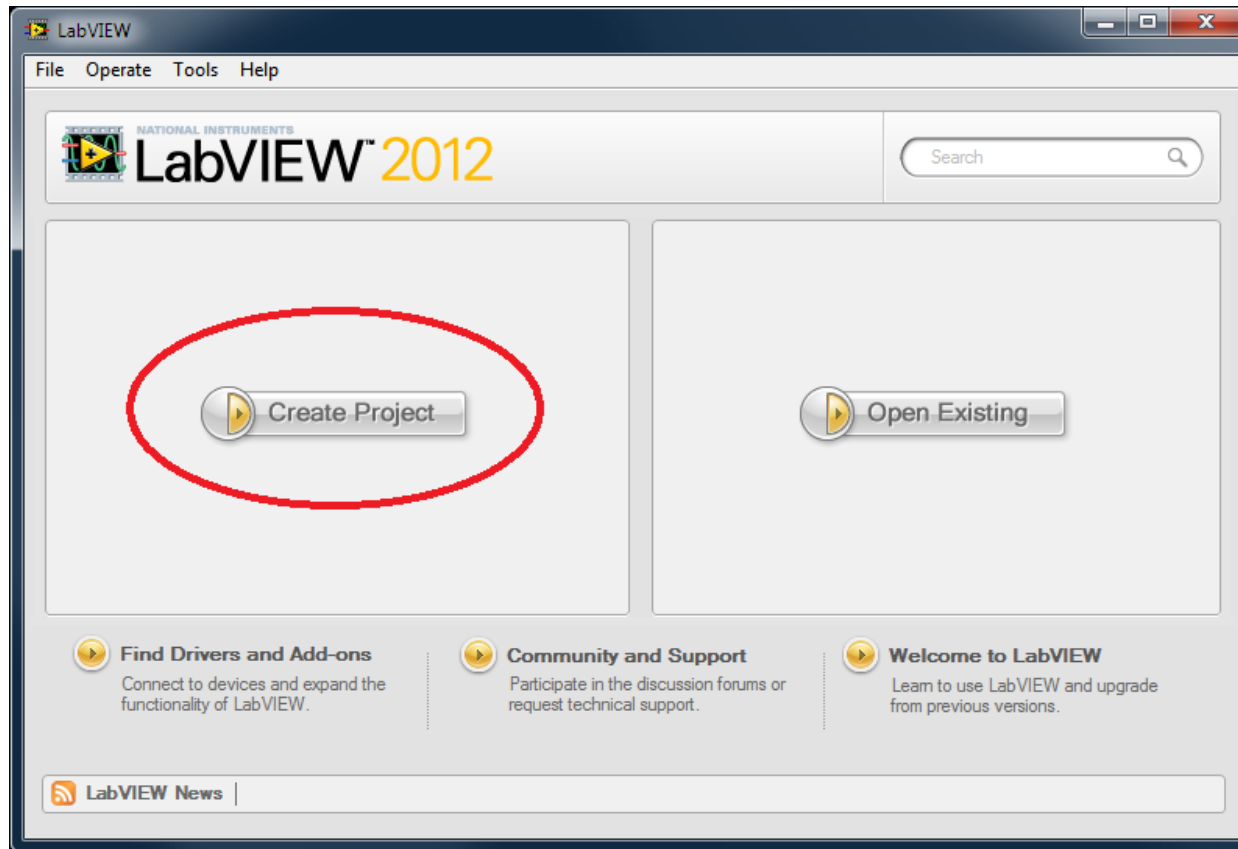 LabVIEW
File Operate Tools Help
NATIONAL INSTRUMENTS
LabVIEW™ 2012
Search
Create Project
Open Existing
Find Drivers and Add-ons
Connect to devices and expand the
functionality of LabVIEW.
Community and Support
Participate in the discussion forums or
request technical support.
Welcome to LabVIEW
Learn to use LabVIEW and upgrade
from previous versions.
LabVIEW News